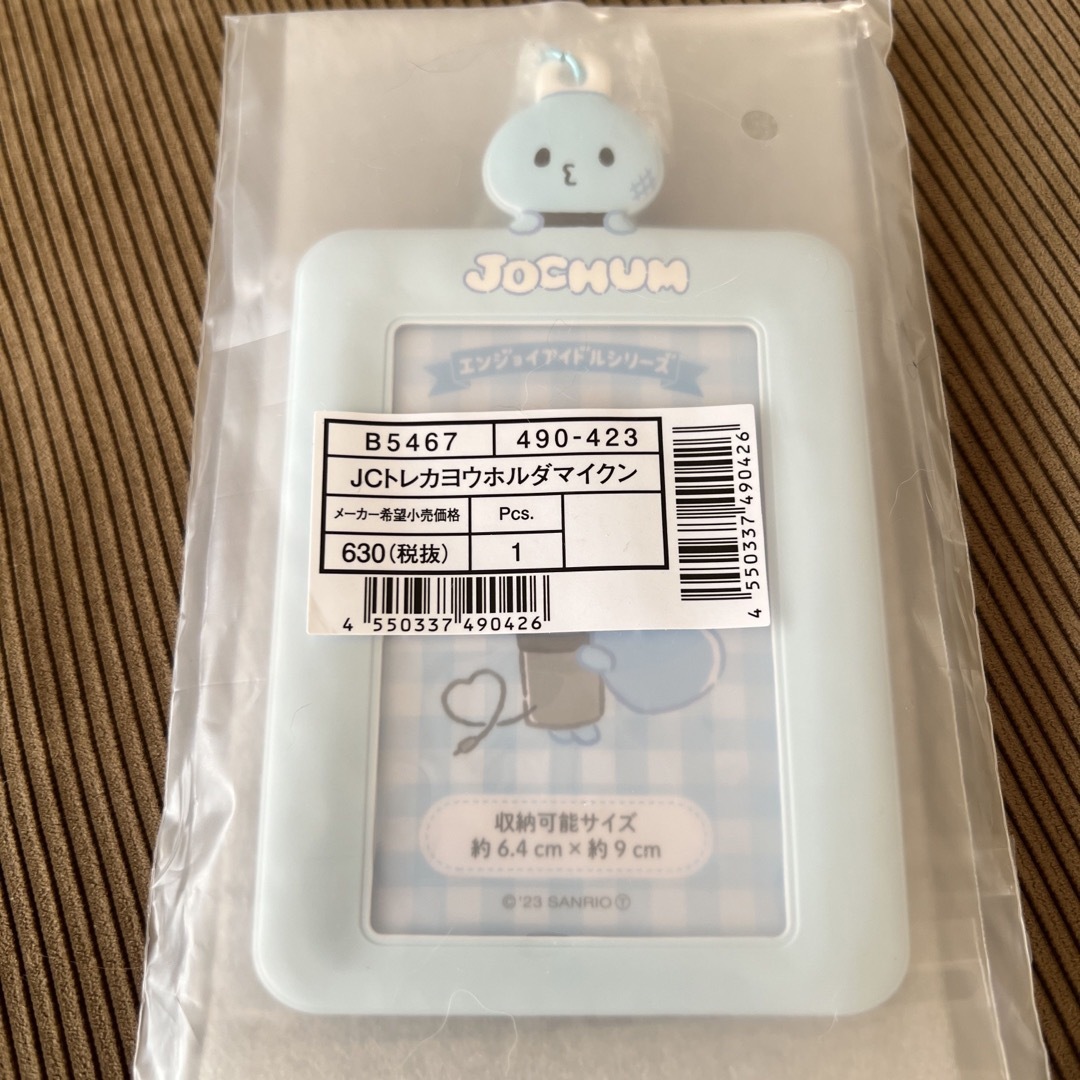 JOCHUM
エンジョイアイドルシリーズ
B5467
490-423
JCトレカヨウホルダマイクン
メーカー希望小売価格
Pcs.
630(税抜)
1
4 550337 490426
4 550337 490426
収納可能サイズ
約 6.4 cm × 約 9 cm
©'23 SANRIO Ⓣ